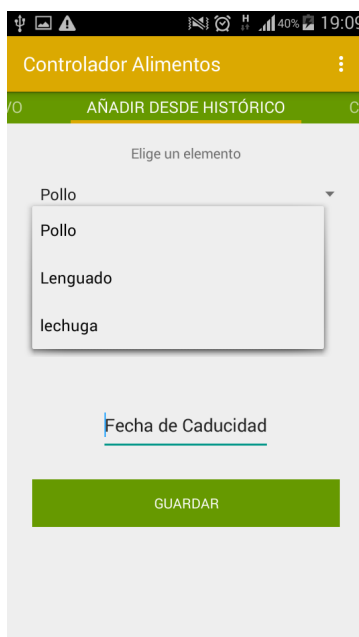 H 40% 19:09
Controlador Alimentos
VO AÑADIR DESDE HISTÓRICO C
Elige un elemento
Pollo
Pollo
Lenguado
lechuga
Fecha de Caducidad
GUARDAR